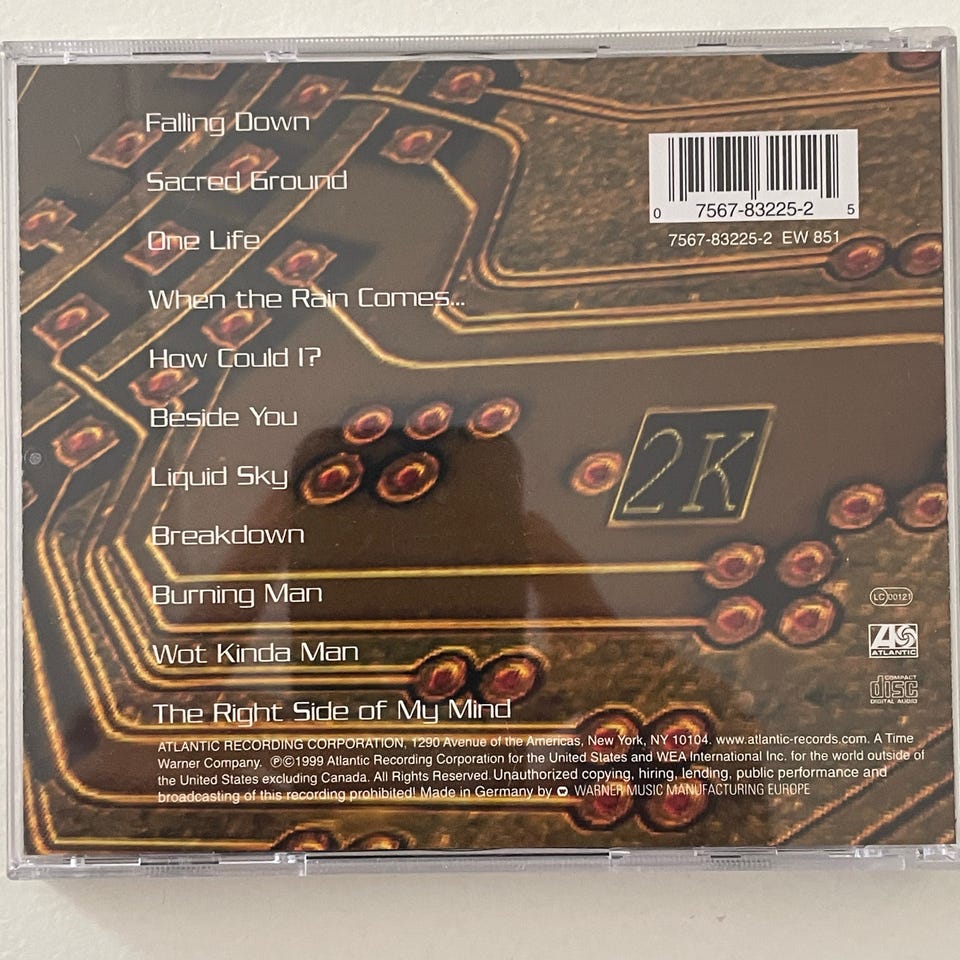 Falling Down
Sacred Ground
One Life
When the Rain Comes...
How Could I?
Beside You
Liquid Sky
Breakdown
Burning Man
Wot Kinda Man
The Right Side of My Mind
0 7567-83225-2 5
7567-83225-2 EW 851
2K
LC 00121
ATLANTIC
COMPACT
disc
DIGITAL AUDIO
ATLANTIC RECORDING CORPORATION, 1290 Avenue of the Americas, New York, NY 10104. www.atlantic-records.com. A Time
Warner Company. ℗©1999 Atlantic Recording Corporation for the United States and WEA International Inc. for the world outside of
the United States excluding Canada. All Rights Reserved. Unauthorized copying, hiring, lending, public performance and
broadcasting of this recording prohibited! Made in Germany by WARNER MUSIC MANUFACTURING EUROPE